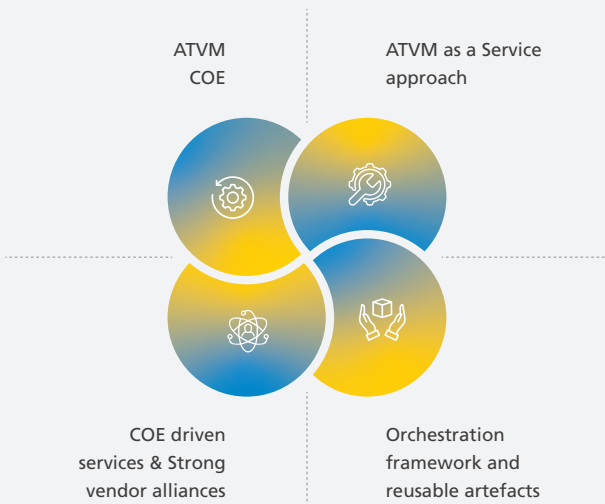 ATVM
COE
ATVM as a Service
approach
COE driven
services & Strong
vendor alliances
Orchestration
framework and
reusable artefacts